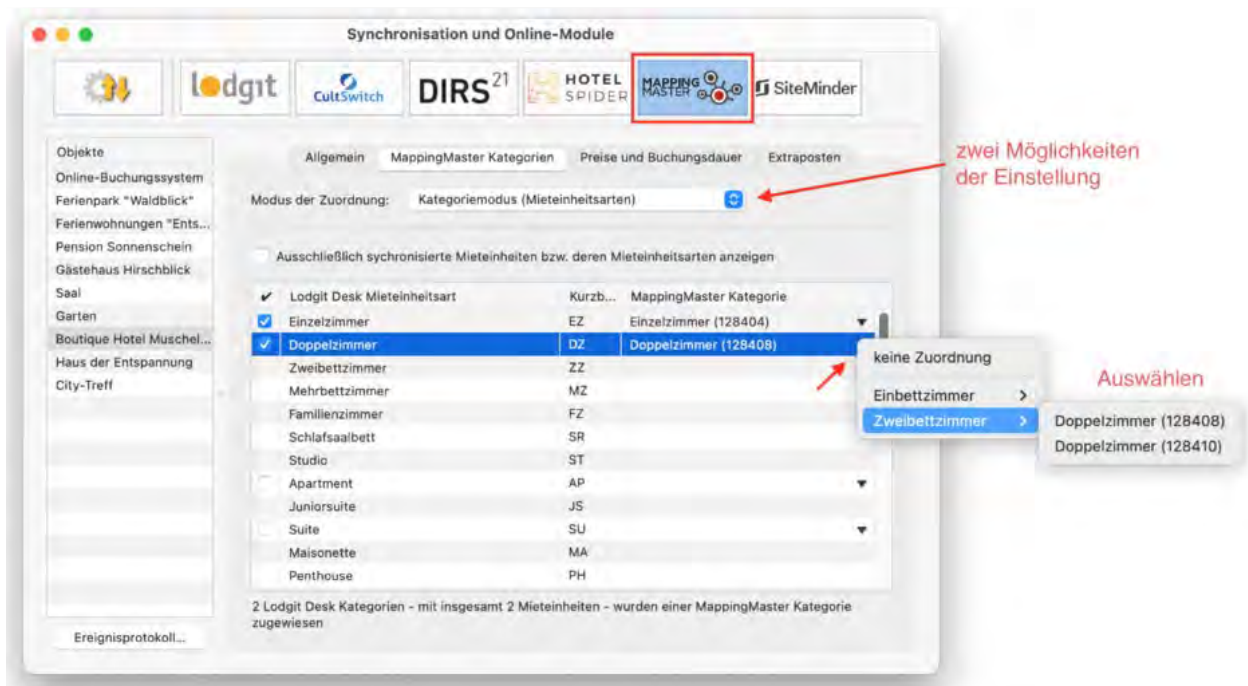 Synchronisation und Online-Module
lodgit
CultSwitch
DIRS21
HOTEL
SPIDER
MAPPING
MASTER
SiteMinder
Objekte
Online-Buchungssystem
Ferienpark "Waldblick"
Ferienwohnungen "Ents...
Pension Sonnenschein
Gästehaus Hirschblick
Saal
Garten
Boutique Hotel Muschel...
Haus der Entspannung
City-Treff
Ereignisprotokoll...
Allgemein MappingMaster Kategorien Preise und Buchungsdauer Extraposten
Modus der Zuordnung: Kategoriemodus (Mieteinheitsarten)
zwei Möglichkeiten
der Einstellung
Ausschließlich sychronisierte Mieteinheiten bzw. deren Mieteinheitsarten anzeigen
✔ Lodgit Desk Mieteinheitsart Kurzb... MappingMaster Kategorie
Einzelzimmer EZ Einzelzimmer (128404)
Doppelzimmer DZ Doppelzimmer (128408)
Zweibettzimmer ZZ
Mehrbettzimmer MZ
Familienzimmer FZ
Schlafsaalbett SR
Studio ST
Apartment AP
Juniorsuite JS
Suite SU
Maisonette MA
Penthouse PH
keine Zuordnung
Einbettzimmer >
Zweibettzimmer >
Auswählen
Doppelzimmer (128408)
Doppelzimmer (128410)
2 Lodgit Desk Kategorien - mit insgesamt 2 Mieteinheiten - wurden einer MappingMaster Kategorie
zugewiesen